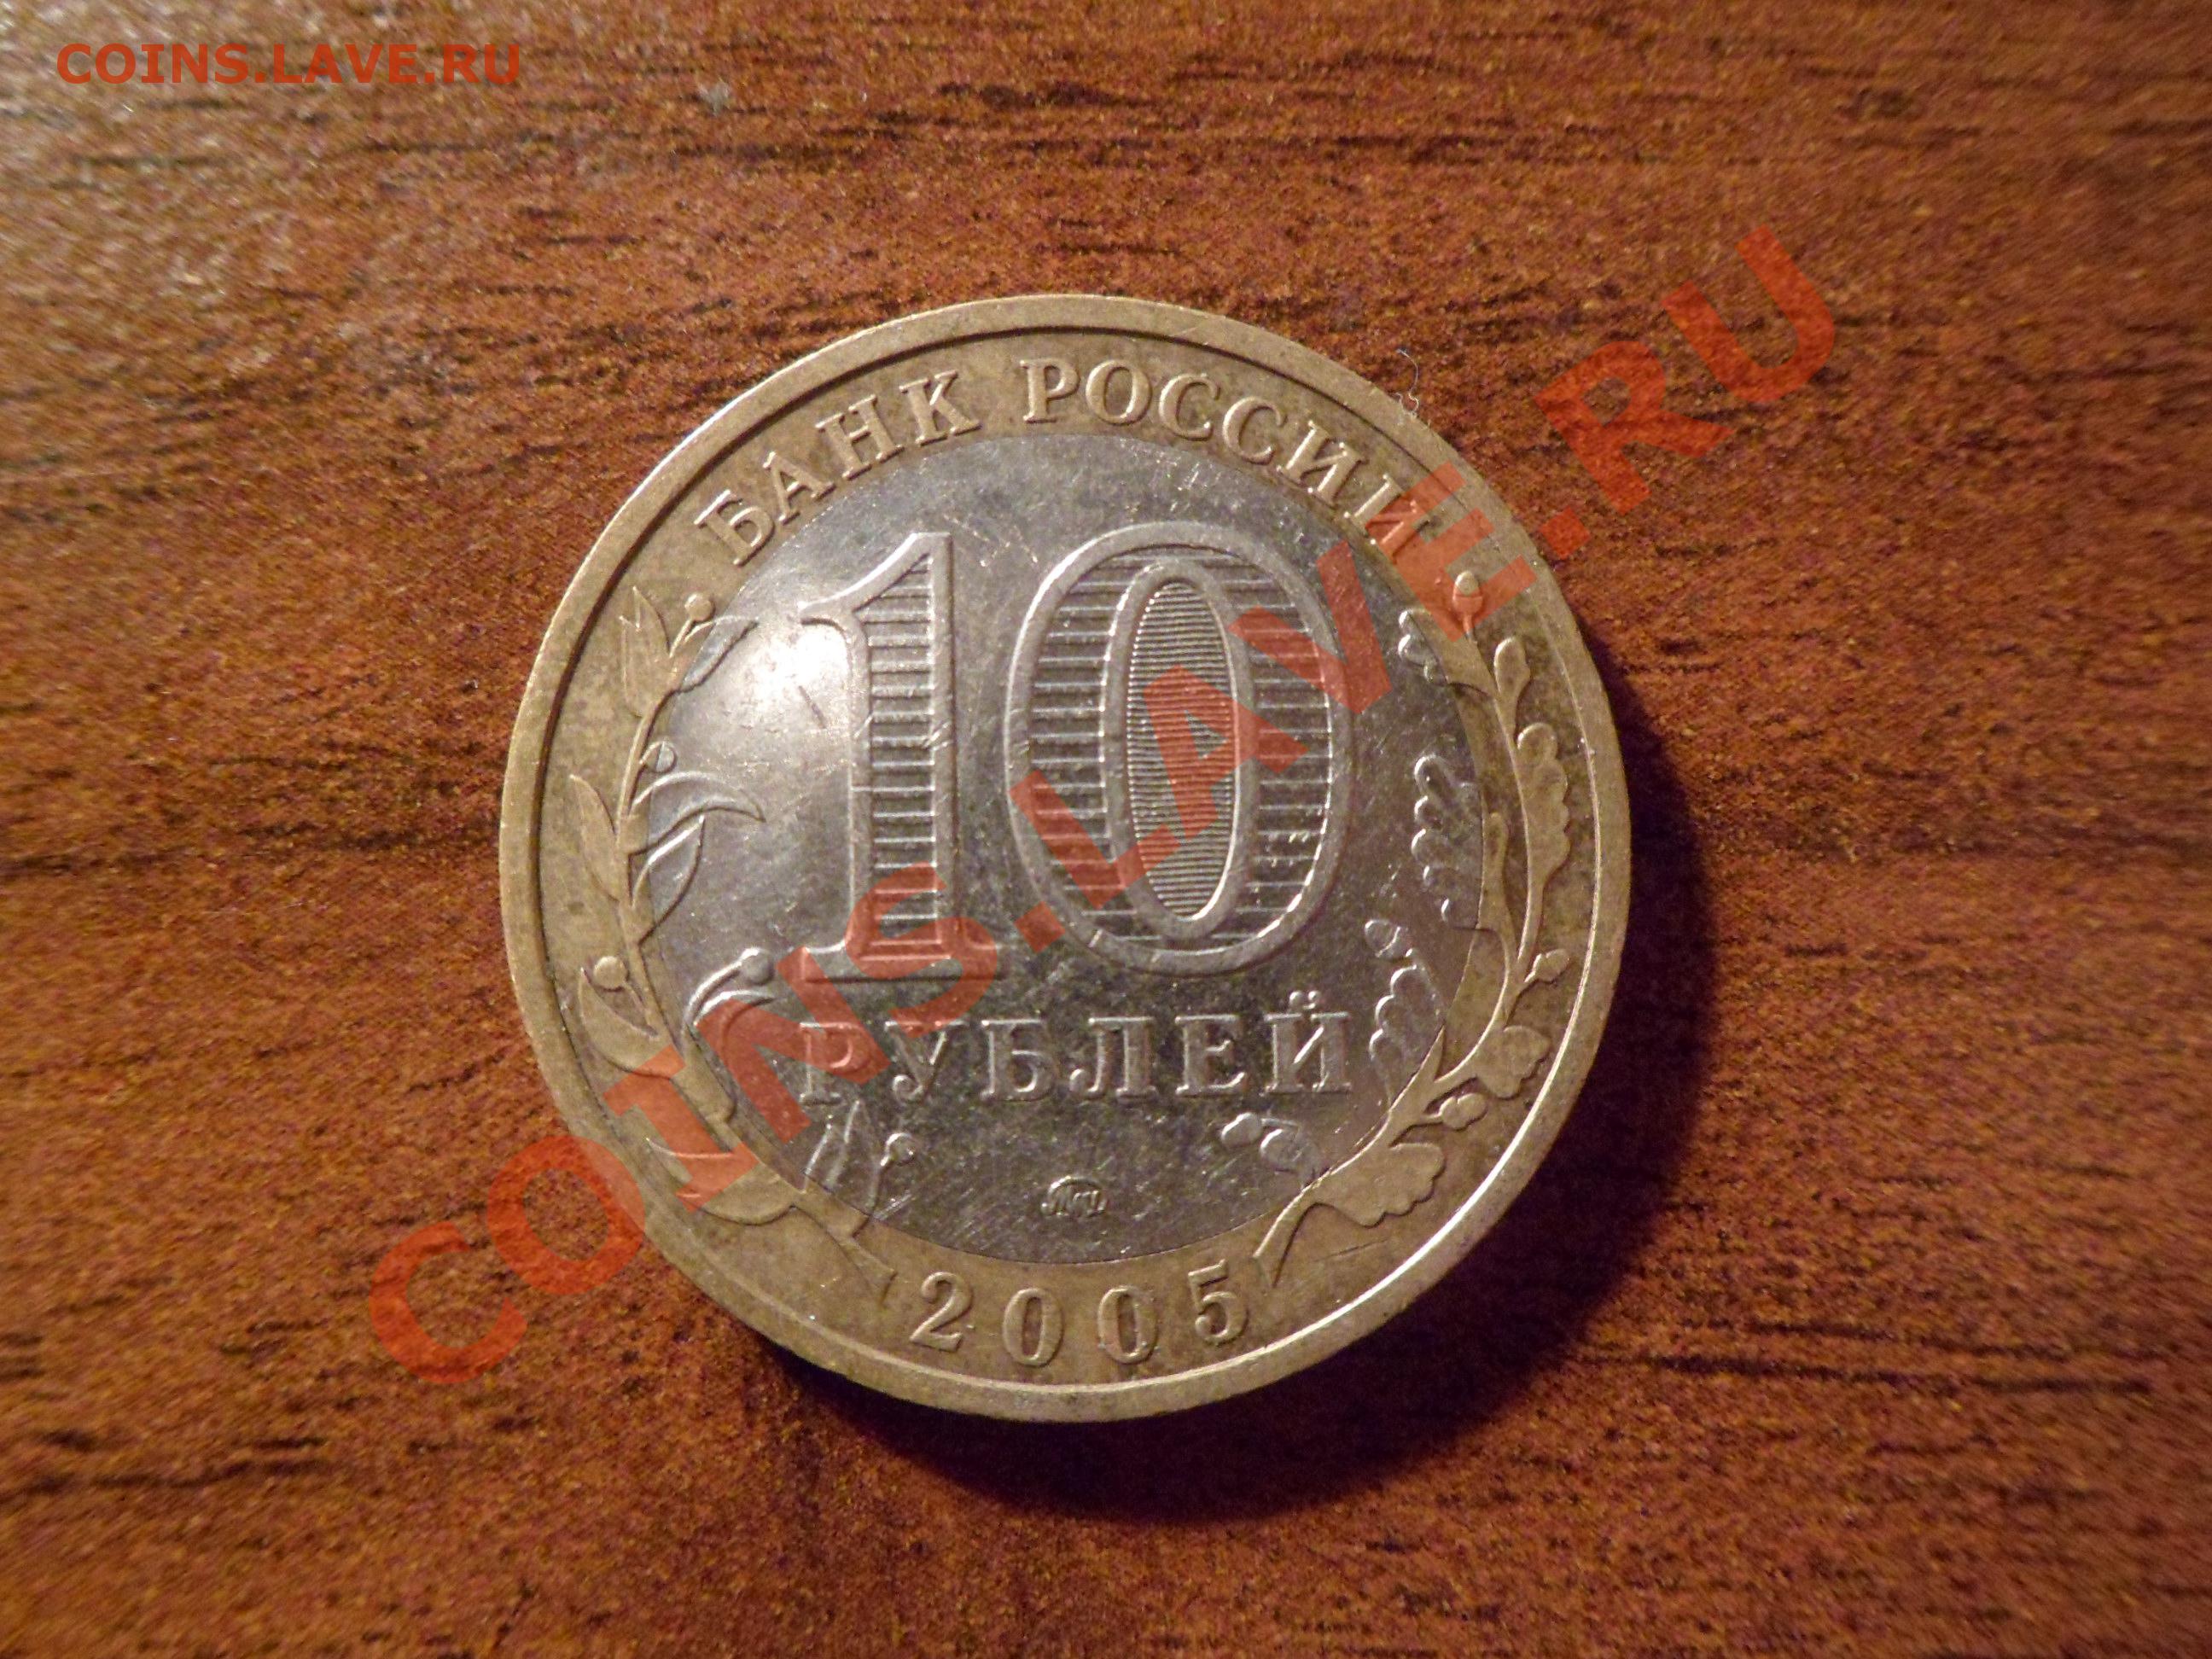 COINS.LAVE.RU
БАНК РОССИИ
10
РУБЛЕЙ
ММД
2005
COINS.LAVE.RU